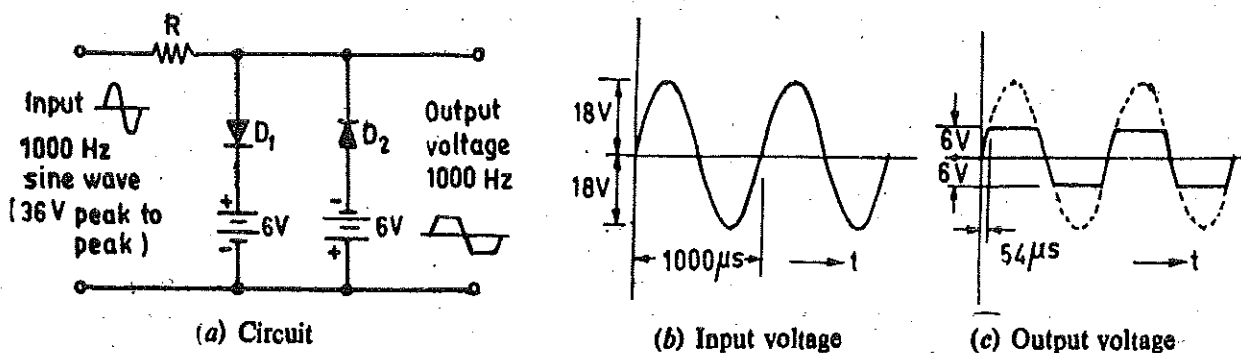 R
Input
1000 Hz
sine wave
(36V peak to
peak)
D1
+
6V
-
D2
-
6V
+
Output
voltage
1000 Hz
(a) Circuit
18V
18V
1000μs
t
(b) Input voltage
6V
6V
54μs
t
(c) Output voltage